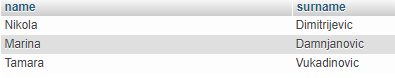 name surname
Nikola Dimitrijevic
Marina Damnjanovic
Tamara Vukadinovic